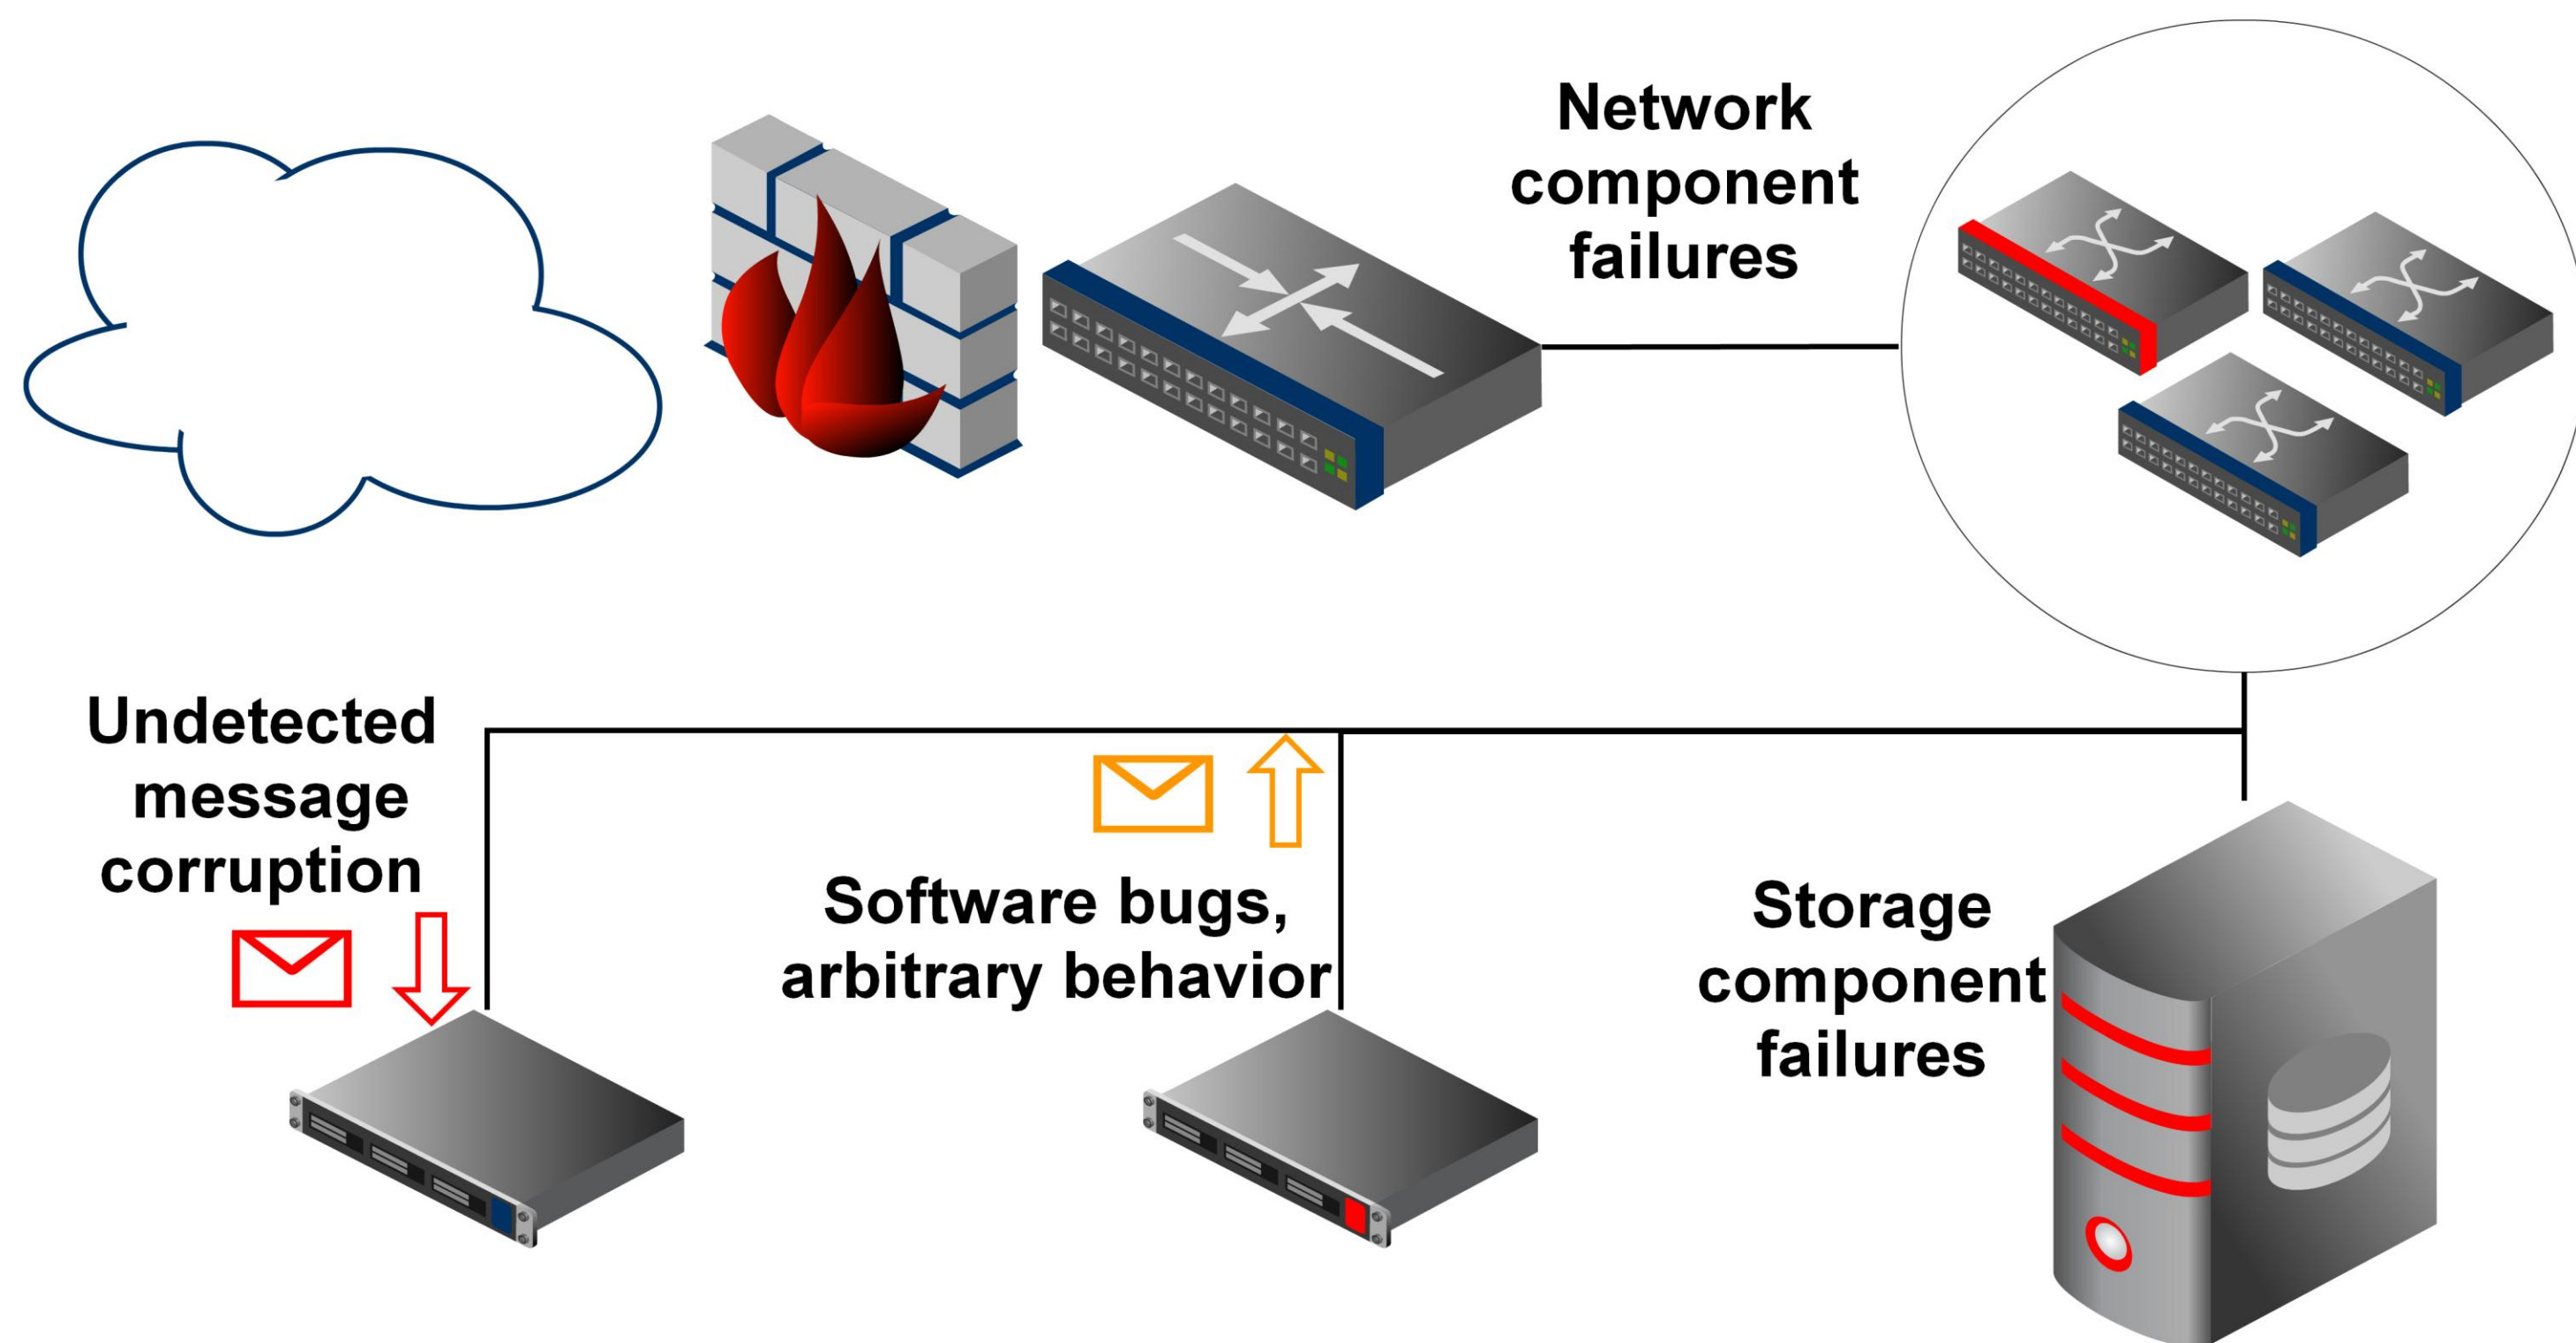 Network
component
failures
Undetected
message
corruption
Software bugs,
arbitrary behavior
Storage
component
failures